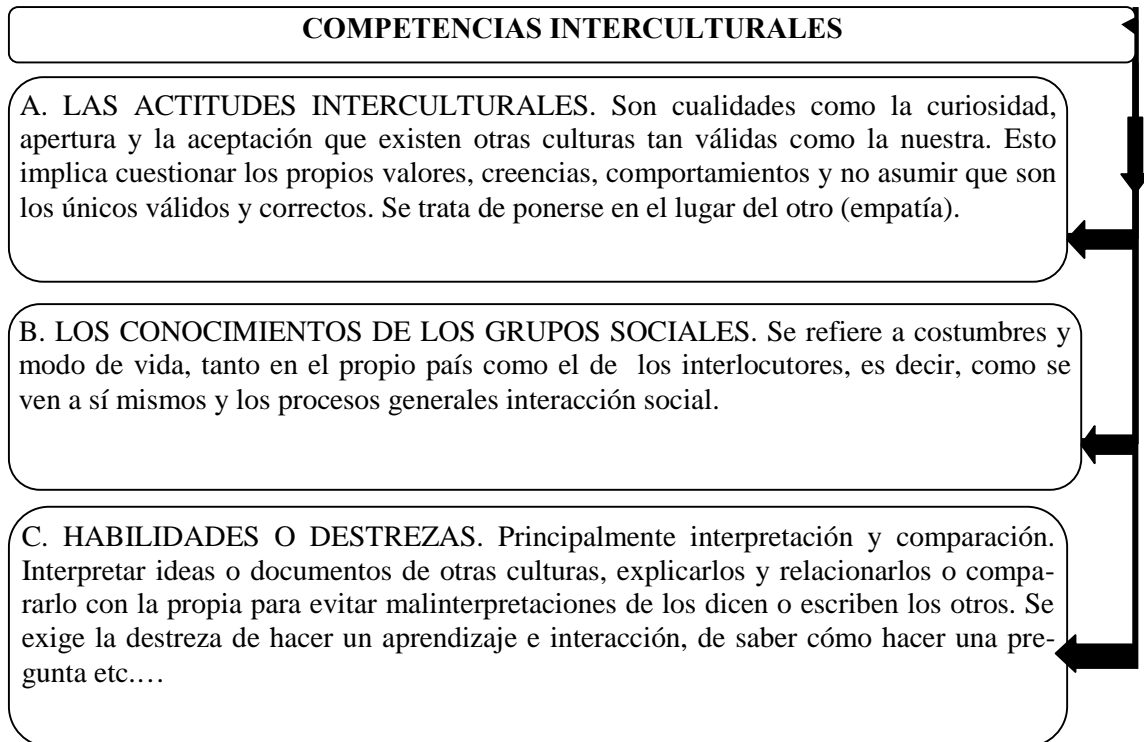 COMPETENCIAS INTERCULTURALES
A. LAS ACTITUDES INTERCULTURALES. Son cualidades como la curiosidad,
apertura y la aceptación que existen otras culturas tan válidas como la nuestra. Esto
implica cuestionar los propios valores, creencias, comportamientos y no asumir que son
los únicos válidos y correctos. Se trata de ponerse en el lugar del otro (empatía).
B. LOS CONOCIMIENTOS DE LOS GRUPOS SOCIALES. Se refiere a costumbres y
modo de vida, tanto en el propio país como el de los interlocutores, es decir, como se
ven a sí mismos y los procesos generales interacción social.
C. HABILIDADES O DESTREZAS. Principalmente interpretación y comparación.
Interpretar ideas o documentos de otras culturas, explicarlos y relacionarlos o compa-
rarlo con la propia para evitar malinterpretaciones de los dicen o escriben los otros. Se
exige la destreza de hacer un aprendizaje e interacción, de saber cómo hacer una pre-
gunta etc.…